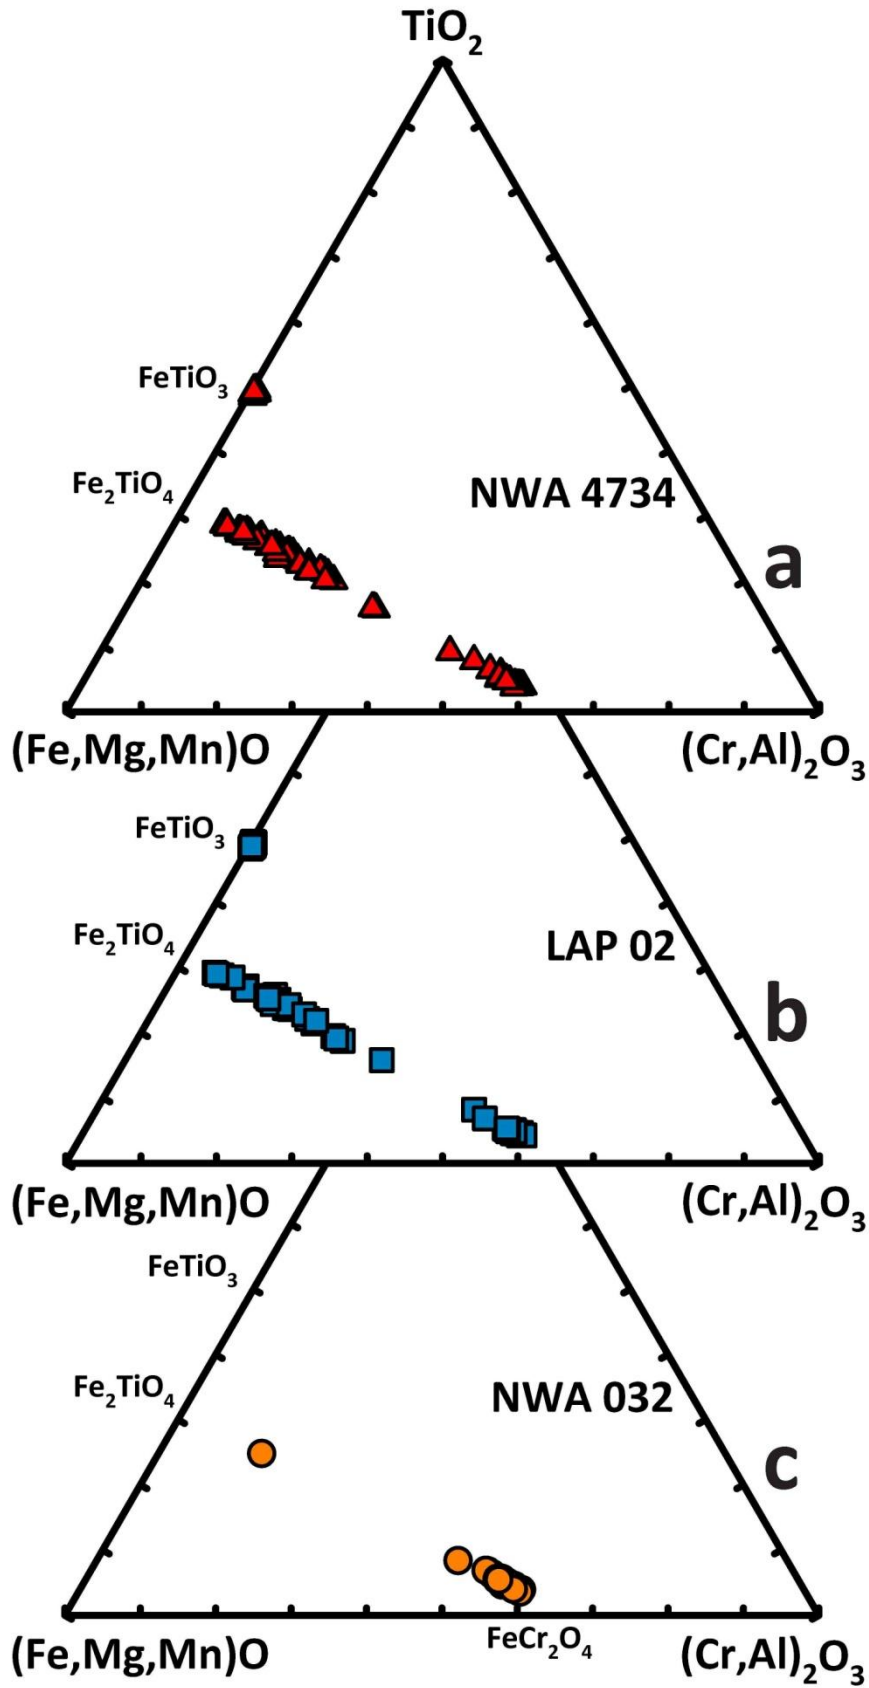 TiO₂
FeTiO₃
Fe₂TiO₄
NWA 4734
a
(Fe,Mg,Mn)O (Cr,Al)₂O₃
FeTiO₃
Fe₂TiO₄
LAP 02
b
(Fe,Mg,Mn)O (Cr,Al)₂O₃
FeTiO₃
Fe₂TiO₄
NWA 032
c
FeCr₂O₄
(Fe,Mg,Mn)O (Cr,Al)₂O₃